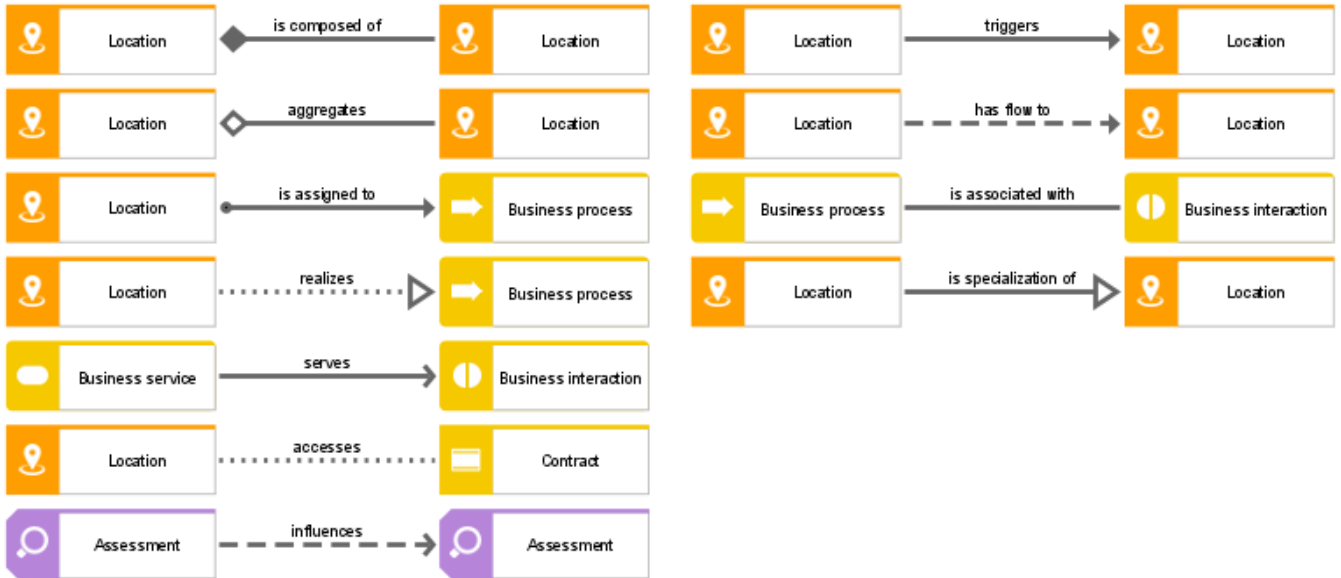 Location is composed of Location
Location aggregates Location
Location is assigned to Business process
Location realizes Business process
Business service serves Business interaction
Location accesses Contract
Assessment influences Assessment
Location triggers Location
Location has flow to Location
Business process is associated with Business interaction
Location is specialization of Location